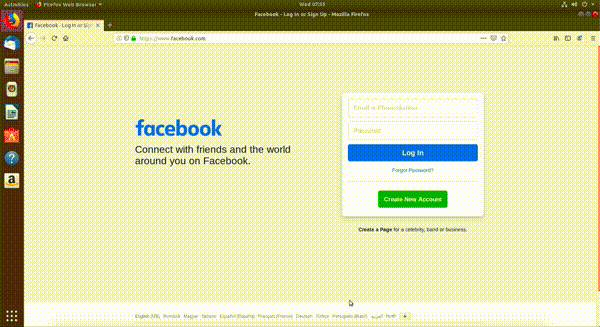 Activities Firefox Web Browser Wed 07:55
Facebook - Log In or Sign Up - Mozilla Firefox
Facebook - Log In or Sign
https://www.facebook.com
facebook
Connect with friends and the world
around you on Facebook.
Email or Phone Number
Password
Log In
Forgot Password?
Create New Account
Create a Page for a celebrity, band or business.
English (US) Română Magyar Italiano Español (España) Français (France) Deutsch Türkçe Português (Brasil) العربية